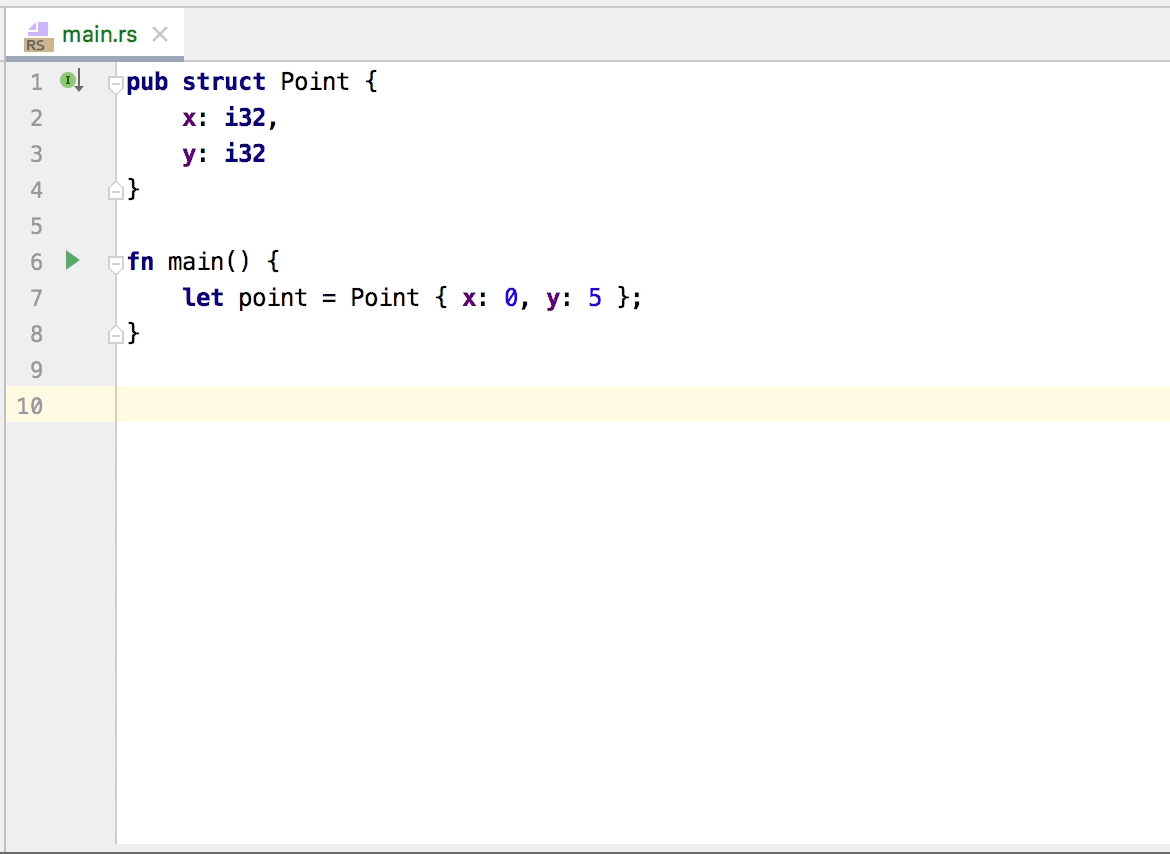 main.rs
RS
1 pub struct Point {
2     x: i32,
3     y: i32
4 }
5
6 fn main() {
7     let point = Point { x: 0, y: 5 };
8 }
9
10